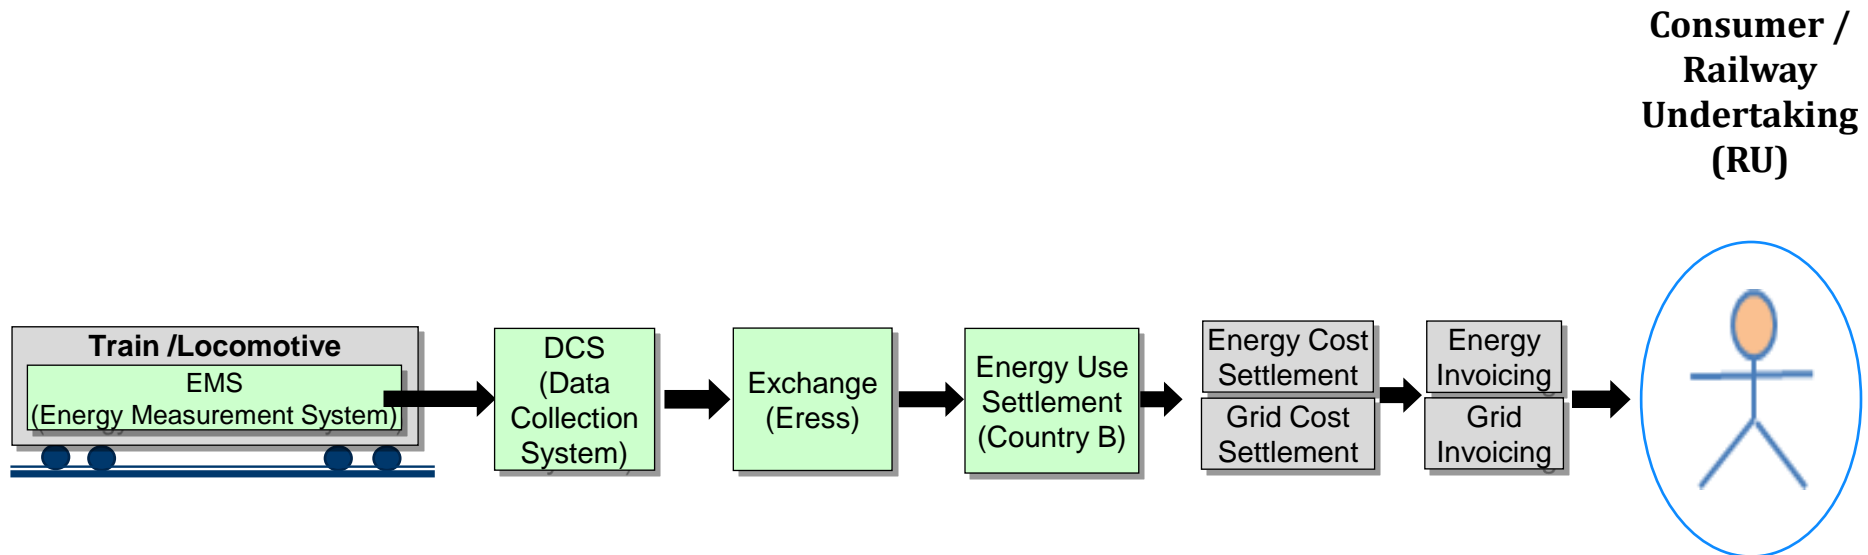 Consumer /
Railway
Undertaking
(RU)
Train /Locomotive
EMS
(Energy Measurement System)
DCS
(Data
Collection
System)
Exchange
(Eress)
Energy Use
Settlement
(Country B)
Energy Cost
Settlement
Grid Cost
Settlement
Energy
Invoicing
Grid
Invoicing